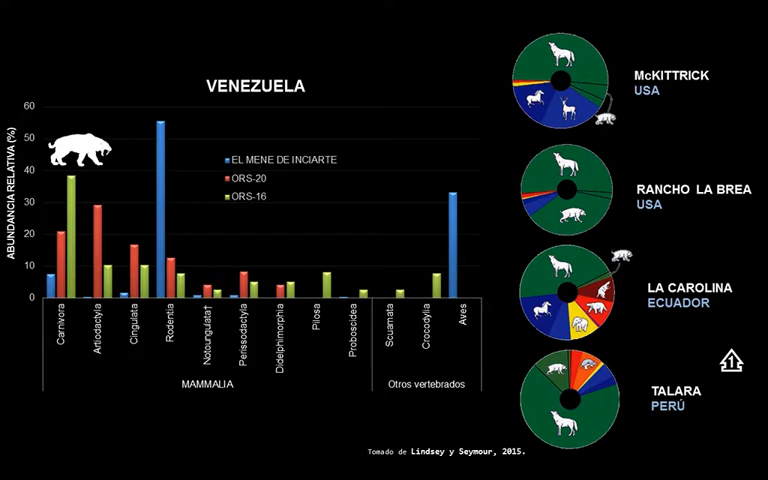 VENEZUELA
ABUNDANCIA RELATIVA (%)
60
50
40
30
20
10
0
EL MENE DE INCIARTE
ORS-20
ORS-16
Carnivora
Artiodactyla
Cingulata
Rodentia
Notoungulata†
Perissodactyla
Didelphimorphia
Pilosa
Proboscidea
Scuamata
Crocodylia
Aves
MAMMALIA
Otros vertebrados
McKITTRICK
USA
RANCHO LA BREA
USA
LA CAROLINA
ECUADOR
1
TALARA
PERÚ
Tomado de Lindsey y Seymour, 2015.